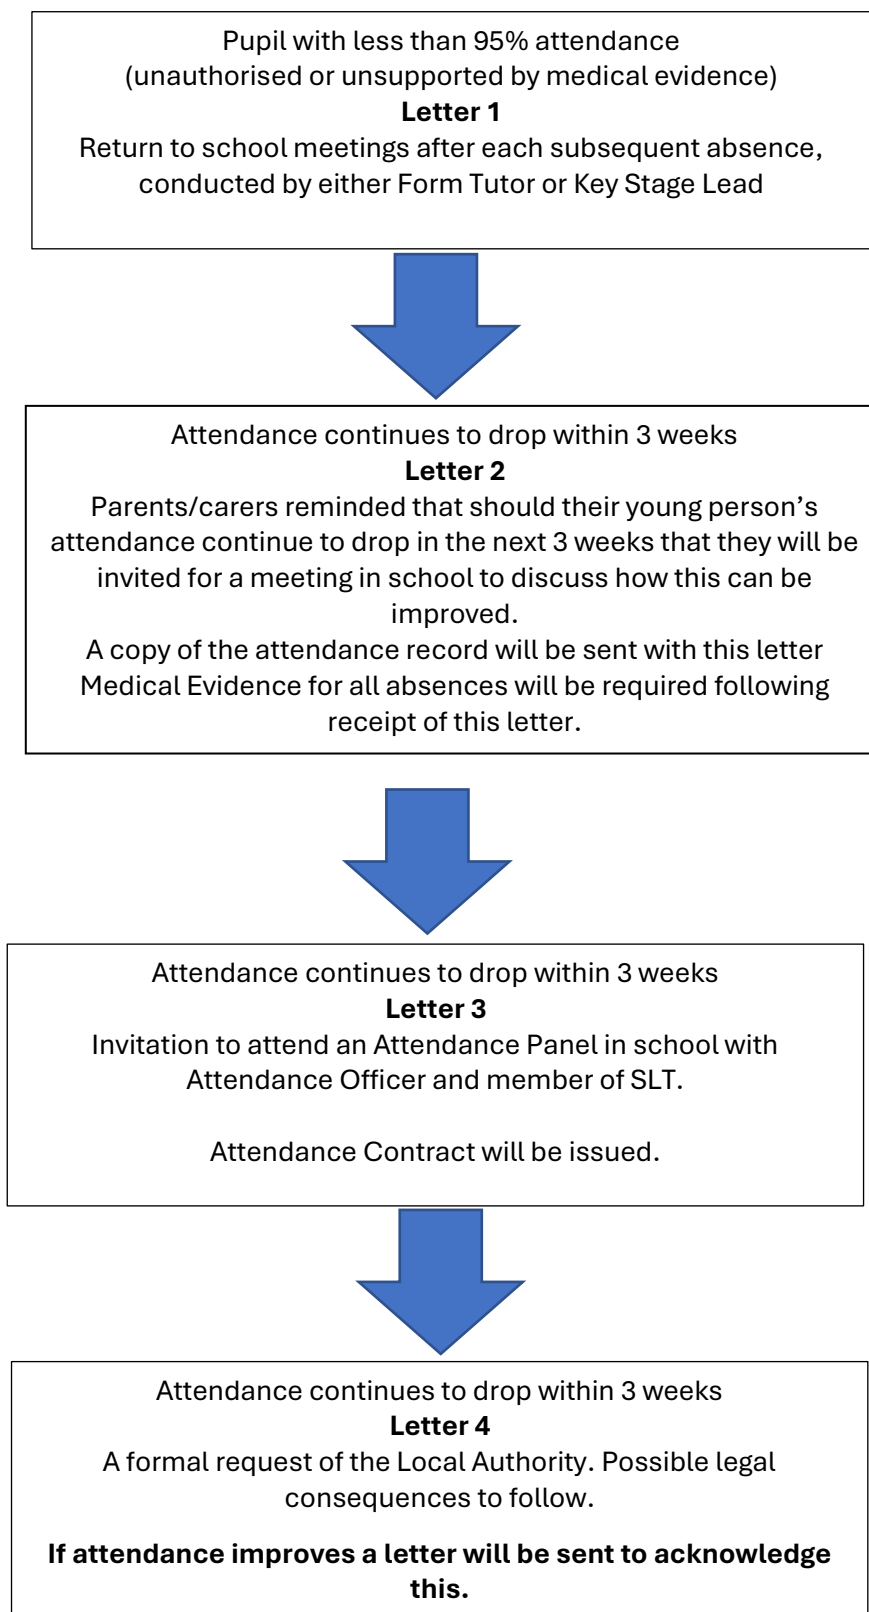 Pupil with less than 95% attendance
(unauthorised or unsupported by medical evidence)
Letter 1
Return to school meetings after each subsequent absence,
conducted by either Form Tutor or Key Stage Lead
Attendance continues to drop within 3 weeks
Letter 2
Parents/carers reminded that should their young person’s
attendance continue to drop in the next 3 weeks that they will be
invited for a meeting in school to discuss how this can be
improved.
A copy of the attendance record will be sent with this letter
Medical Evidence for all absences will be required following
receipt of this letter.
Attendance continues to drop within 3 weeks
Letter 3
Invitation to attend an Attendance Panel in school with
Attendance Officer and member of SLT.
Attendance Contract will be issued.
Attendance continues to drop within 3 weeks
Letter 4
A formal request of the Local Authority. Possible legal
consequences to follow.
If attendance improves a letter will be sent to acknowledge
this.